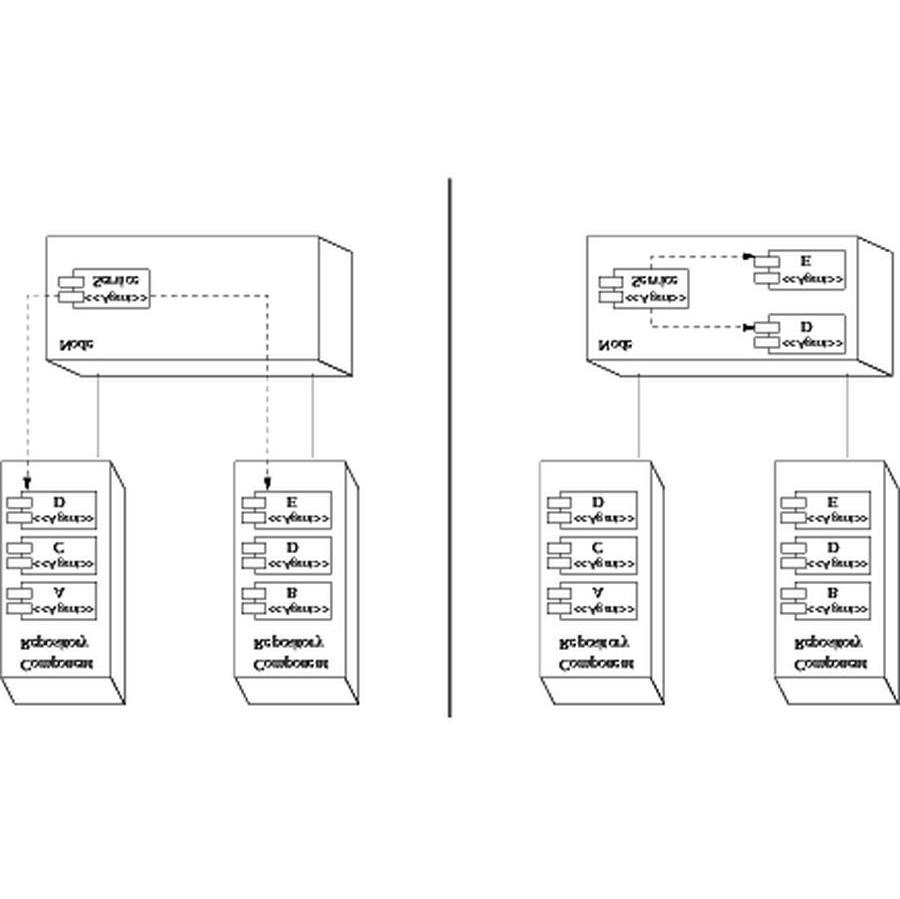 Component
Repository
<<Agent>>
A
<<Agent>>
C
<<Agent>>
D
Component
Repository
<<Agent>>
B
<<Agent>>
D
<<Agent>>
E
Node
<<Agent>>
Service
Component
Repository
<<Agent>>
A
<<Agent>>
C
<<Agent>>
D
Component
Repository
<<Agent>>
B
<<Agent>>
D
<<Agent>>
E
Node
<<Agent>>
Service
<<Agent>>
D
<<Agent>>
E